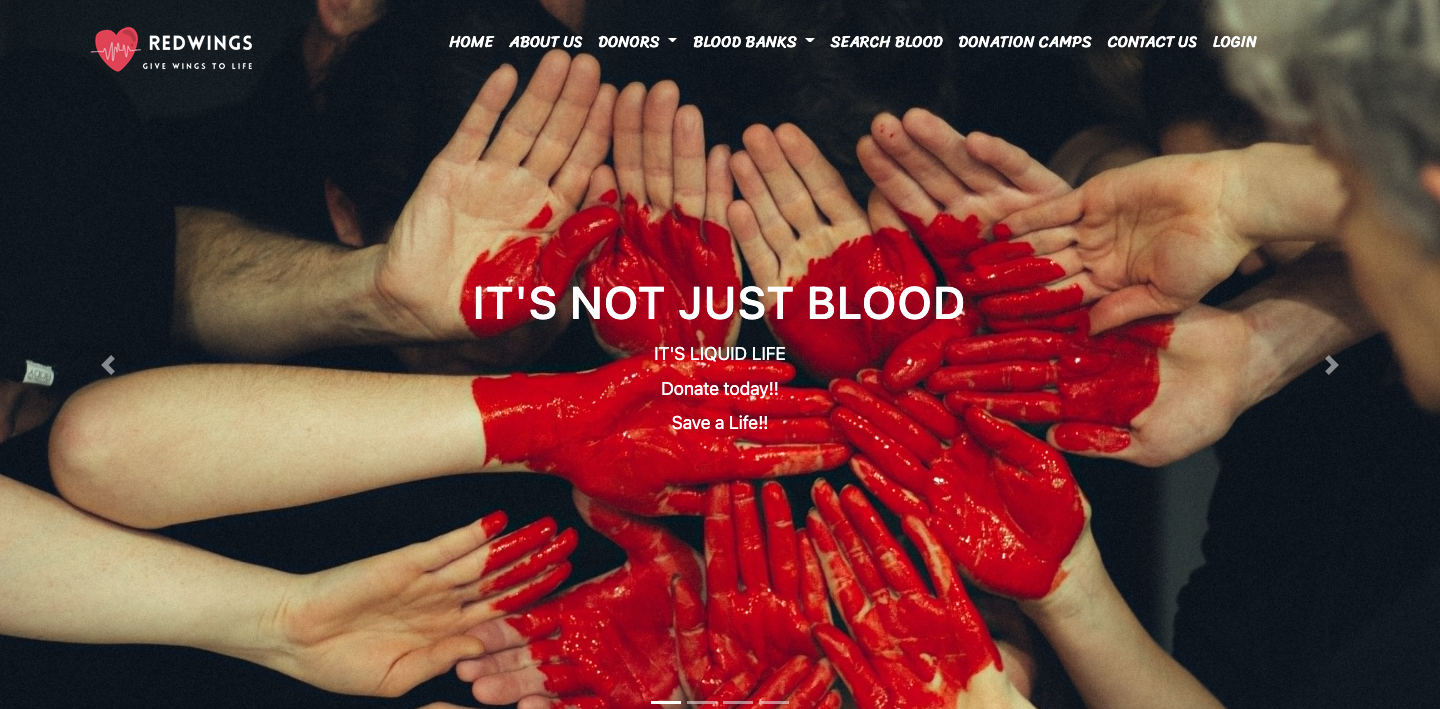 REDWINGS
GIVE WINGS TO LIFE
HOME ABOUT US DONORS BLOOD BANKS SEARCH BLOOD DONATION CAMPS CONTACT US LOGIN
IT'S NOT JUST BLOOD
IT'S LIQUID LIFE
Donate today!!
Save a Life!!